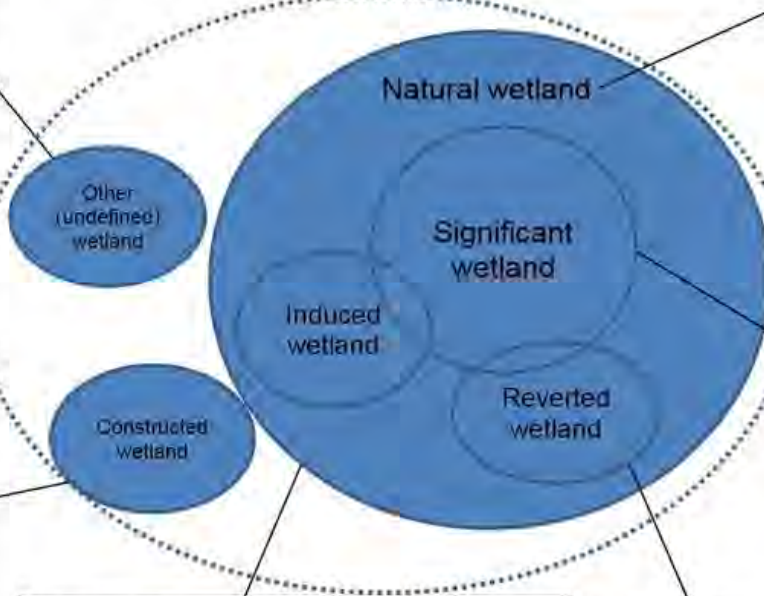 Natural wetland
Other
(undefined)
wetland
Significant
wetland
Induced
wetland
Reverted
wetland
Constructed
wetland